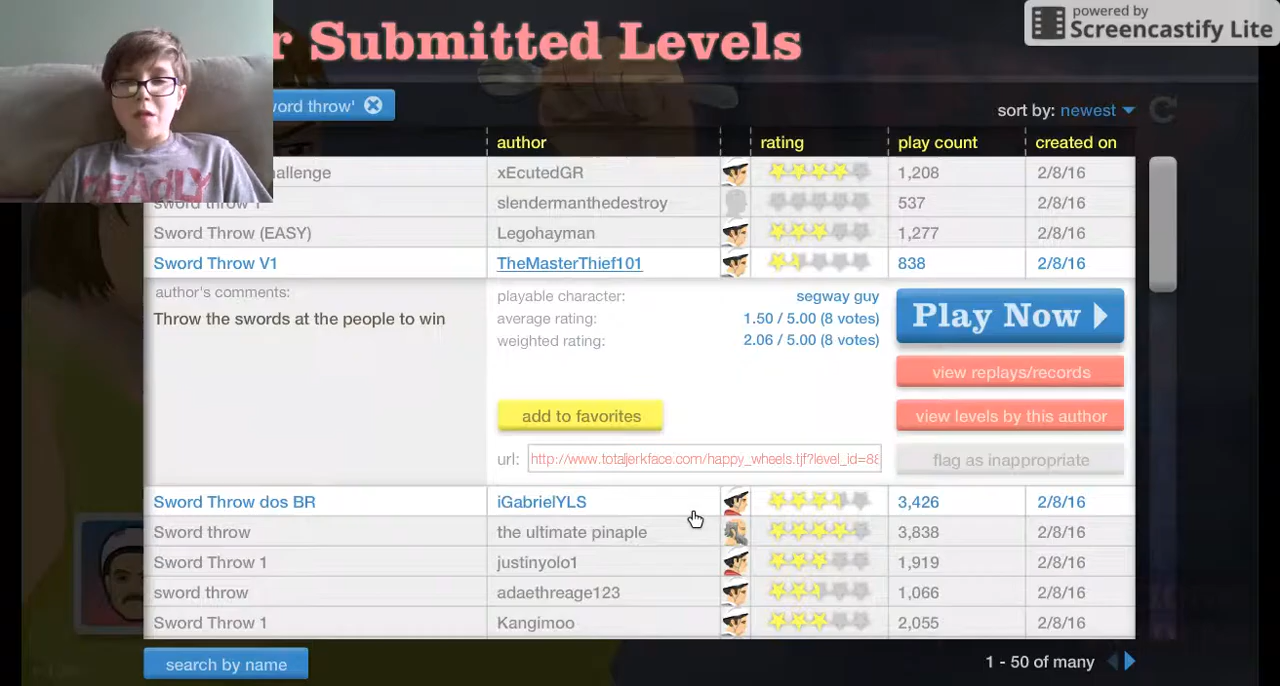 powered by
Screencastify Lite
r Submitted Levels
word throw'
sort by: newest
author rating play count created on
hallenge xEcutedGR 1,208 2/8/16
sword throw 1 slendermanthedestroy 537 2/8/16
Sword Throw (EASY) Legohayman 1,277 2/8/16
Sword Throw V1 TheMasterThief101 838 2/8/16
author's comments:
Throw the swords at the people to win
playable character: segway guy
average rating: 1.50 / 5.00 (8 votes)
weighted rating: 2.06 / 5.00 (8 votes)
Play Now
view replays/records
add to favorites
view levels by this author
url: http://www.totaljerkface.com/happy_wheels.tjf?level_id=88
flag as inappropriate
Sword Throw dos BR iGabrielYLS 3,426 2/8/16
Sword throw the ultimate pinaple 3,838 2/8/16
Sword Throw 1 justinyolo1 1,919 2/8/16
sword throw adaethreage123 1,066 2/8/16
Sword Throw 1 Kangimoo 2,055 2/8/16
search by name
1 - 50 of many
DEADLY